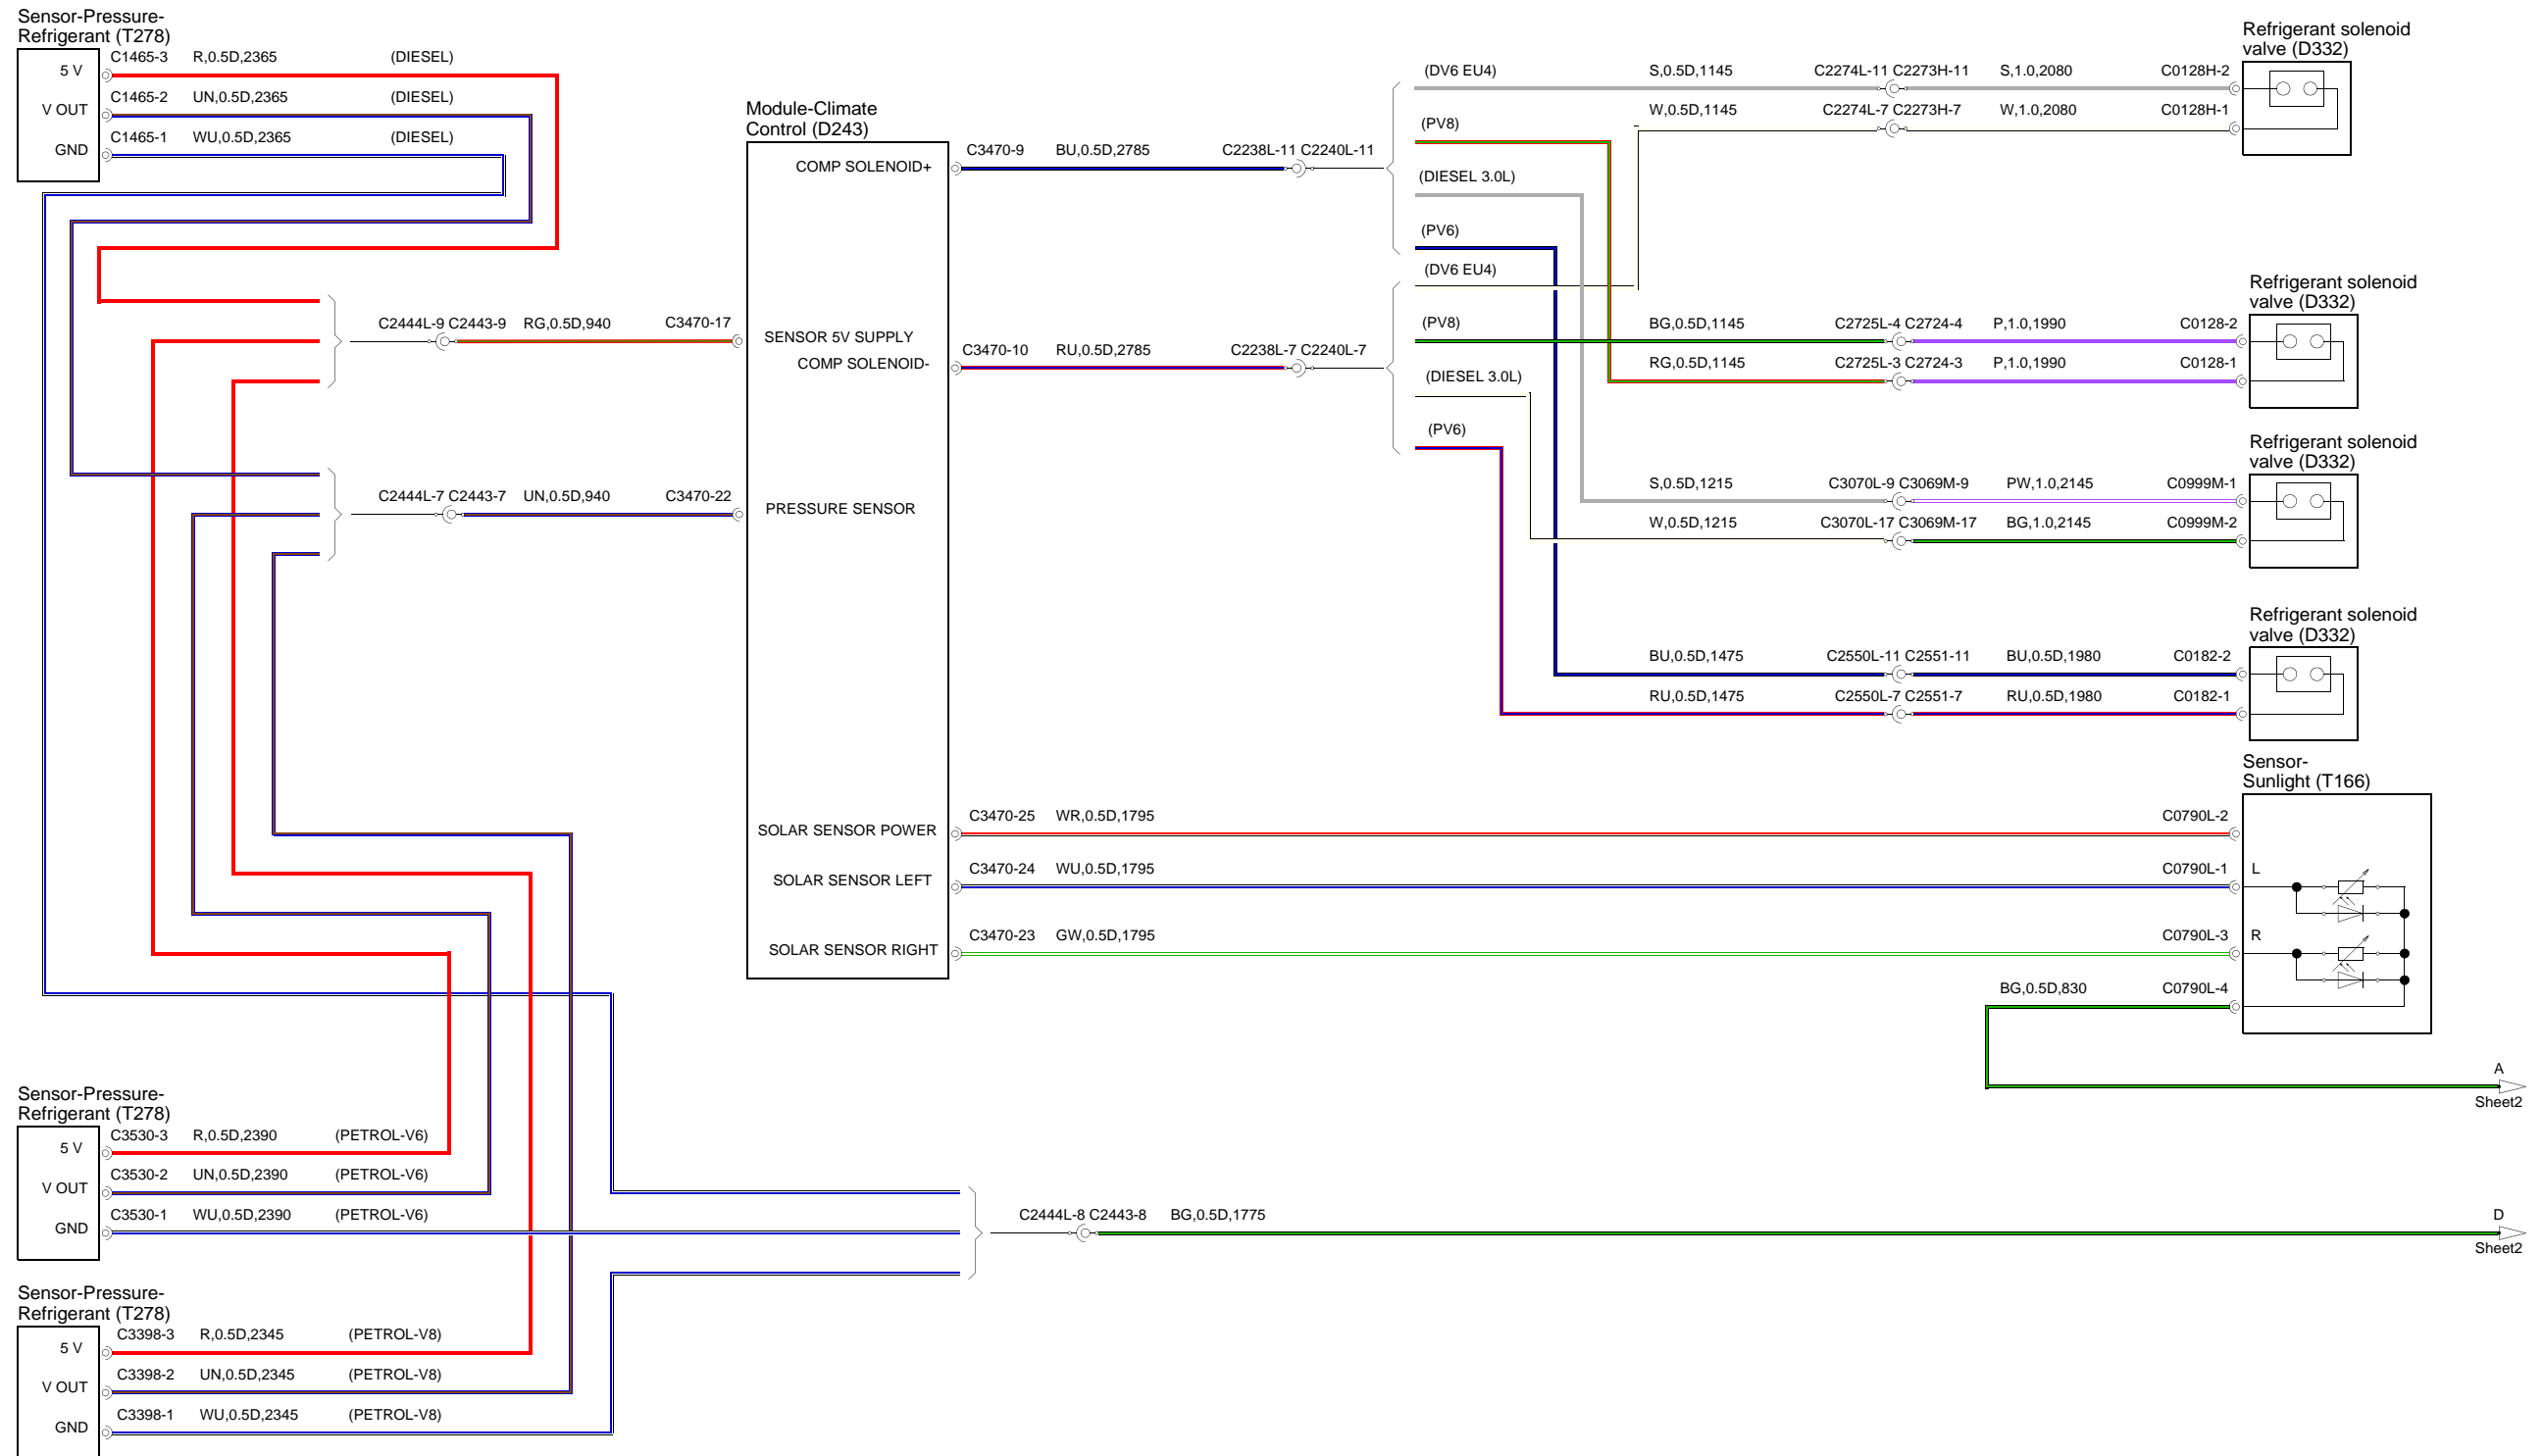 Sensor-Pressure-
Refrigerant (T278)
5 V
C1465-3 R,0.5D,2365 (DIESEL)
V OUT
C1465-2 UN,0.5D,2365 (DIESEL)
GND
C1465-1 WU,0.5D,2365 (DIESEL)
C2444L-9 C2443-9 RG,0.5D,940 C3470-17
C2444L-7 C2443-7 UN,0.5D,940 C3470-22
Module-Climate
Control (D243)
COMP SOLENOID+
SENSOR 5V SUPPLY
COMP SOLENOID-
PRESSURE SENSOR
SOLAR SENSOR POWER
SOLAR SENSOR LEFT
SOLAR SENSOR RIGHT
C3470-9 BU,0.5D,2785 C2238L-11 C2240L-11
C3470-10 RU,0.5D,2785 C2238L-7 C2240L-7
(DV6 EU4)
(PV8)
(DIESEL 3.0L)
(PV6)
(DV6 EU4)
(PV8)
(DIESEL 3.0L)
(PV6)
Refrigerant solenoid
valve (D332)
S,0.5D,1145 C2274L-11 C2273H-11 S,1.0,2080 C0128H-2
W,0.5D,1145 C2274L-7 C2273H-7 W,1.0,2080 C0128H-1
Refrigerant solenoid
valve (D332)
BG,0.5D,1145 C2725L-4 C2724-4 P,1.0,1990 C0128-2
RG,0.5D,1145 C2725L-3 C2724-3 P,1.0,1990 C0128-1
Refrigerant solenoid
valve (D332)
S,0.5D,1215 C3070L-9 C3069M-9 PW,1.0,2145 C0999M-1
W,0.5D,1215 C3070L-17 C3069M-17 BG,1.0,2145 C0999M-2
Refrigerant solenoid
valve (D332)
BU,0.5D,1475 C2550L-11 C2551-11 BU,0.5D,1980 C0182-2
RU,0.5D,1475 C2550L-7 C2551-7 RU,0.5D,1980 C0182-1
Sensor-
Sunlight (T166)
C3470-25 WR,0.5D,1795 C0790L-2
C3470-24 WU,0.5D,1795 C0790L-1 L
C3470-23 GW,0.5D,1795 C0790L-3 R
BG,0.5D,830 C0790L-4
A
Sheet2
Sensor-Pressure-
Refrigerant (T278)
5 V
C3530-3 R,0.5D,2390 (PETROL-V6)
V OUT
C3530-2 UN,0.5D,2390 (PETROL-V6)
GND
C3530-1 WU,0.5D,2390 (PETROL-V6)
C2444L-8 C2443-8 BG,0.5D,1775
D
Sheet2
Sensor-Pressure-
Refrigerant (T278)
5 V
C3398-3 R,0.5D,2345 (PETROL-V8)
V OUT
C3398-2 UN,0.5D,2345 (PETROL-V8)
GND
C3398-1 WU,0.5D,2345 (PETROL-V8)